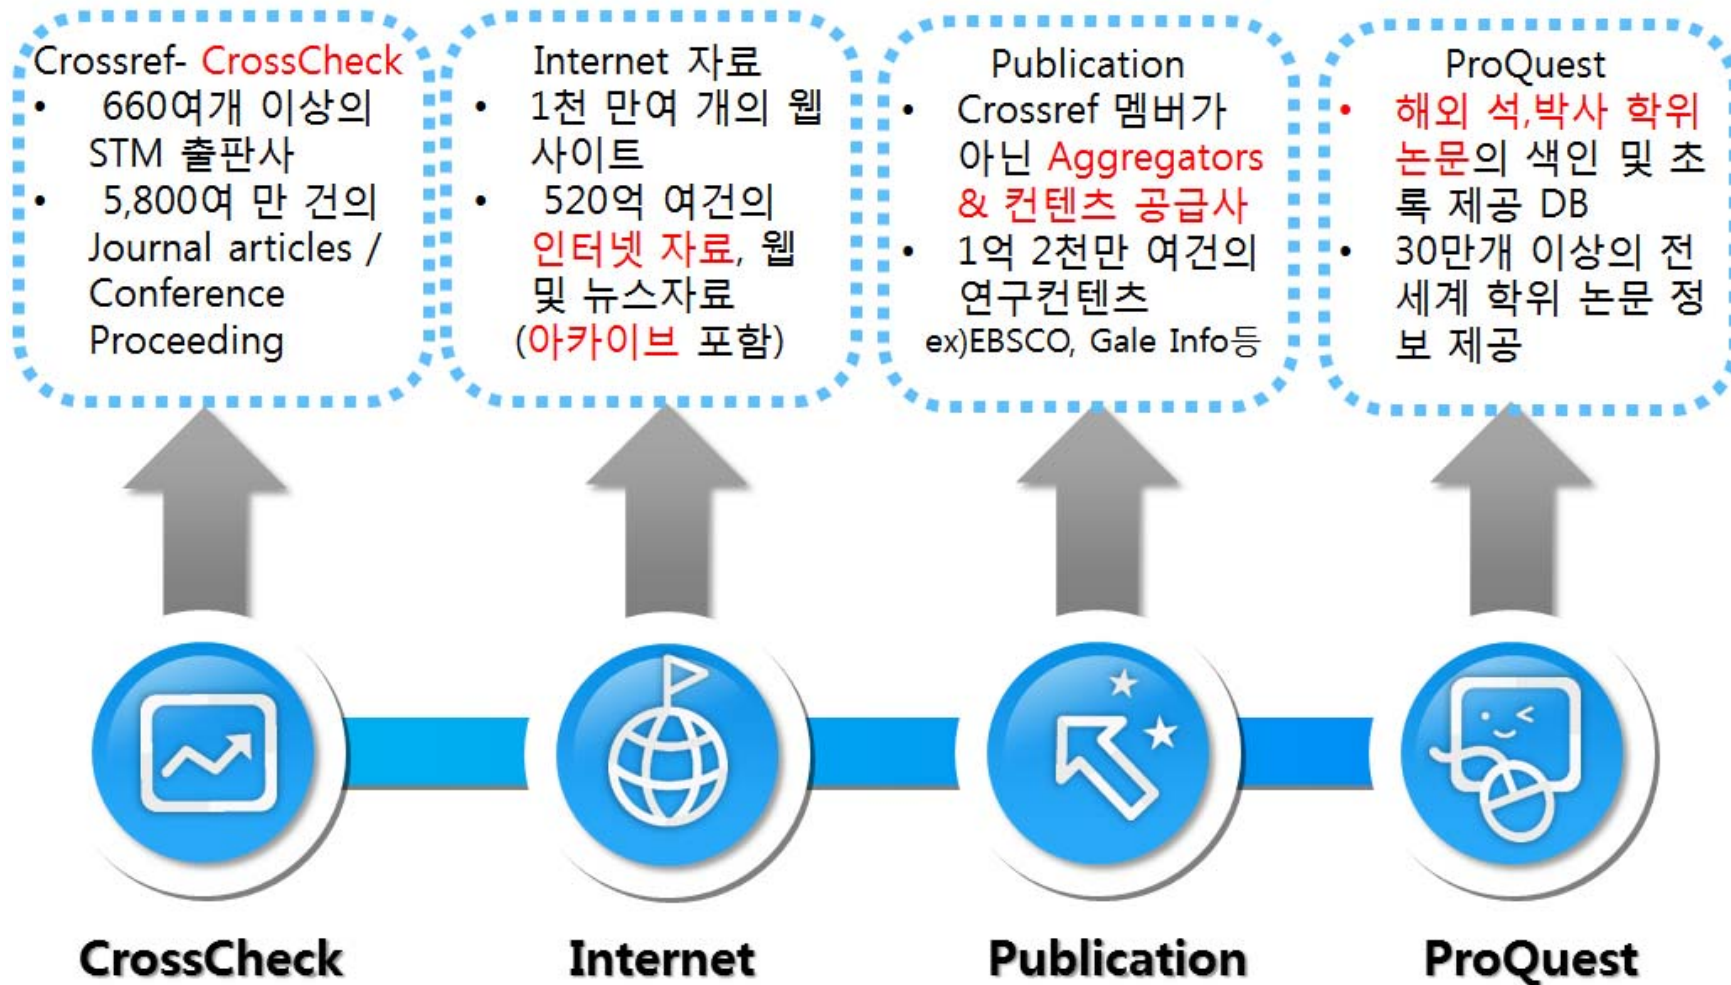 Crossref- CrossCheck
• 660여개 이상의
STM 출판사
• 5,800여 만 건의
Journal articles /
Conference
Proceeding
Internet 자료
• 1천 만여 개의 웹
사이트
• 520억 여건의
인터넷 자료, 웹
및 뉴스자료
(아카이브 포함)
Publication
• Crossref 멤버가
아닌 Aggregators
& 컨텐츠 공급사
• 1억 2천만 여건의
연구컨텐츠
ex)EBSCO, Gale Info등
ProQuest
• 해외 석,박사 학위
논문의 색인 및 초
록 제공 DB
• 30만개 이상의 전
세계 학위 논문 정
보 제공
CrossCheck
Internet
Publication
ProQuest